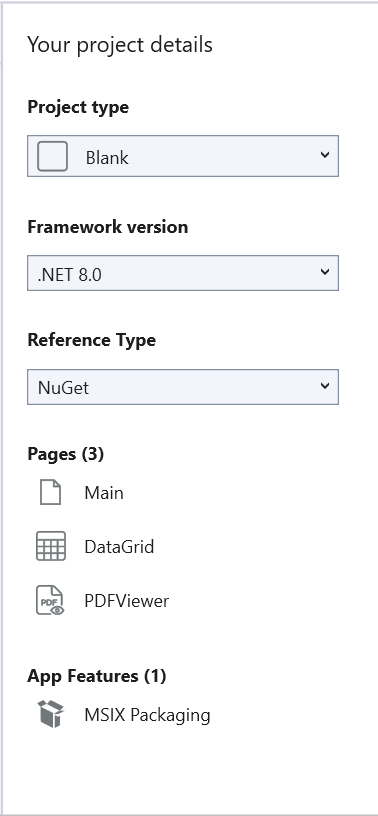 Your project details
Project type
Blank
Framework version
.NET 8.0
Reference Type
NuGet
Pages (3)
Main
DataGrid
PDF
PDFViewer
App Features (1)
MSIX Packaging